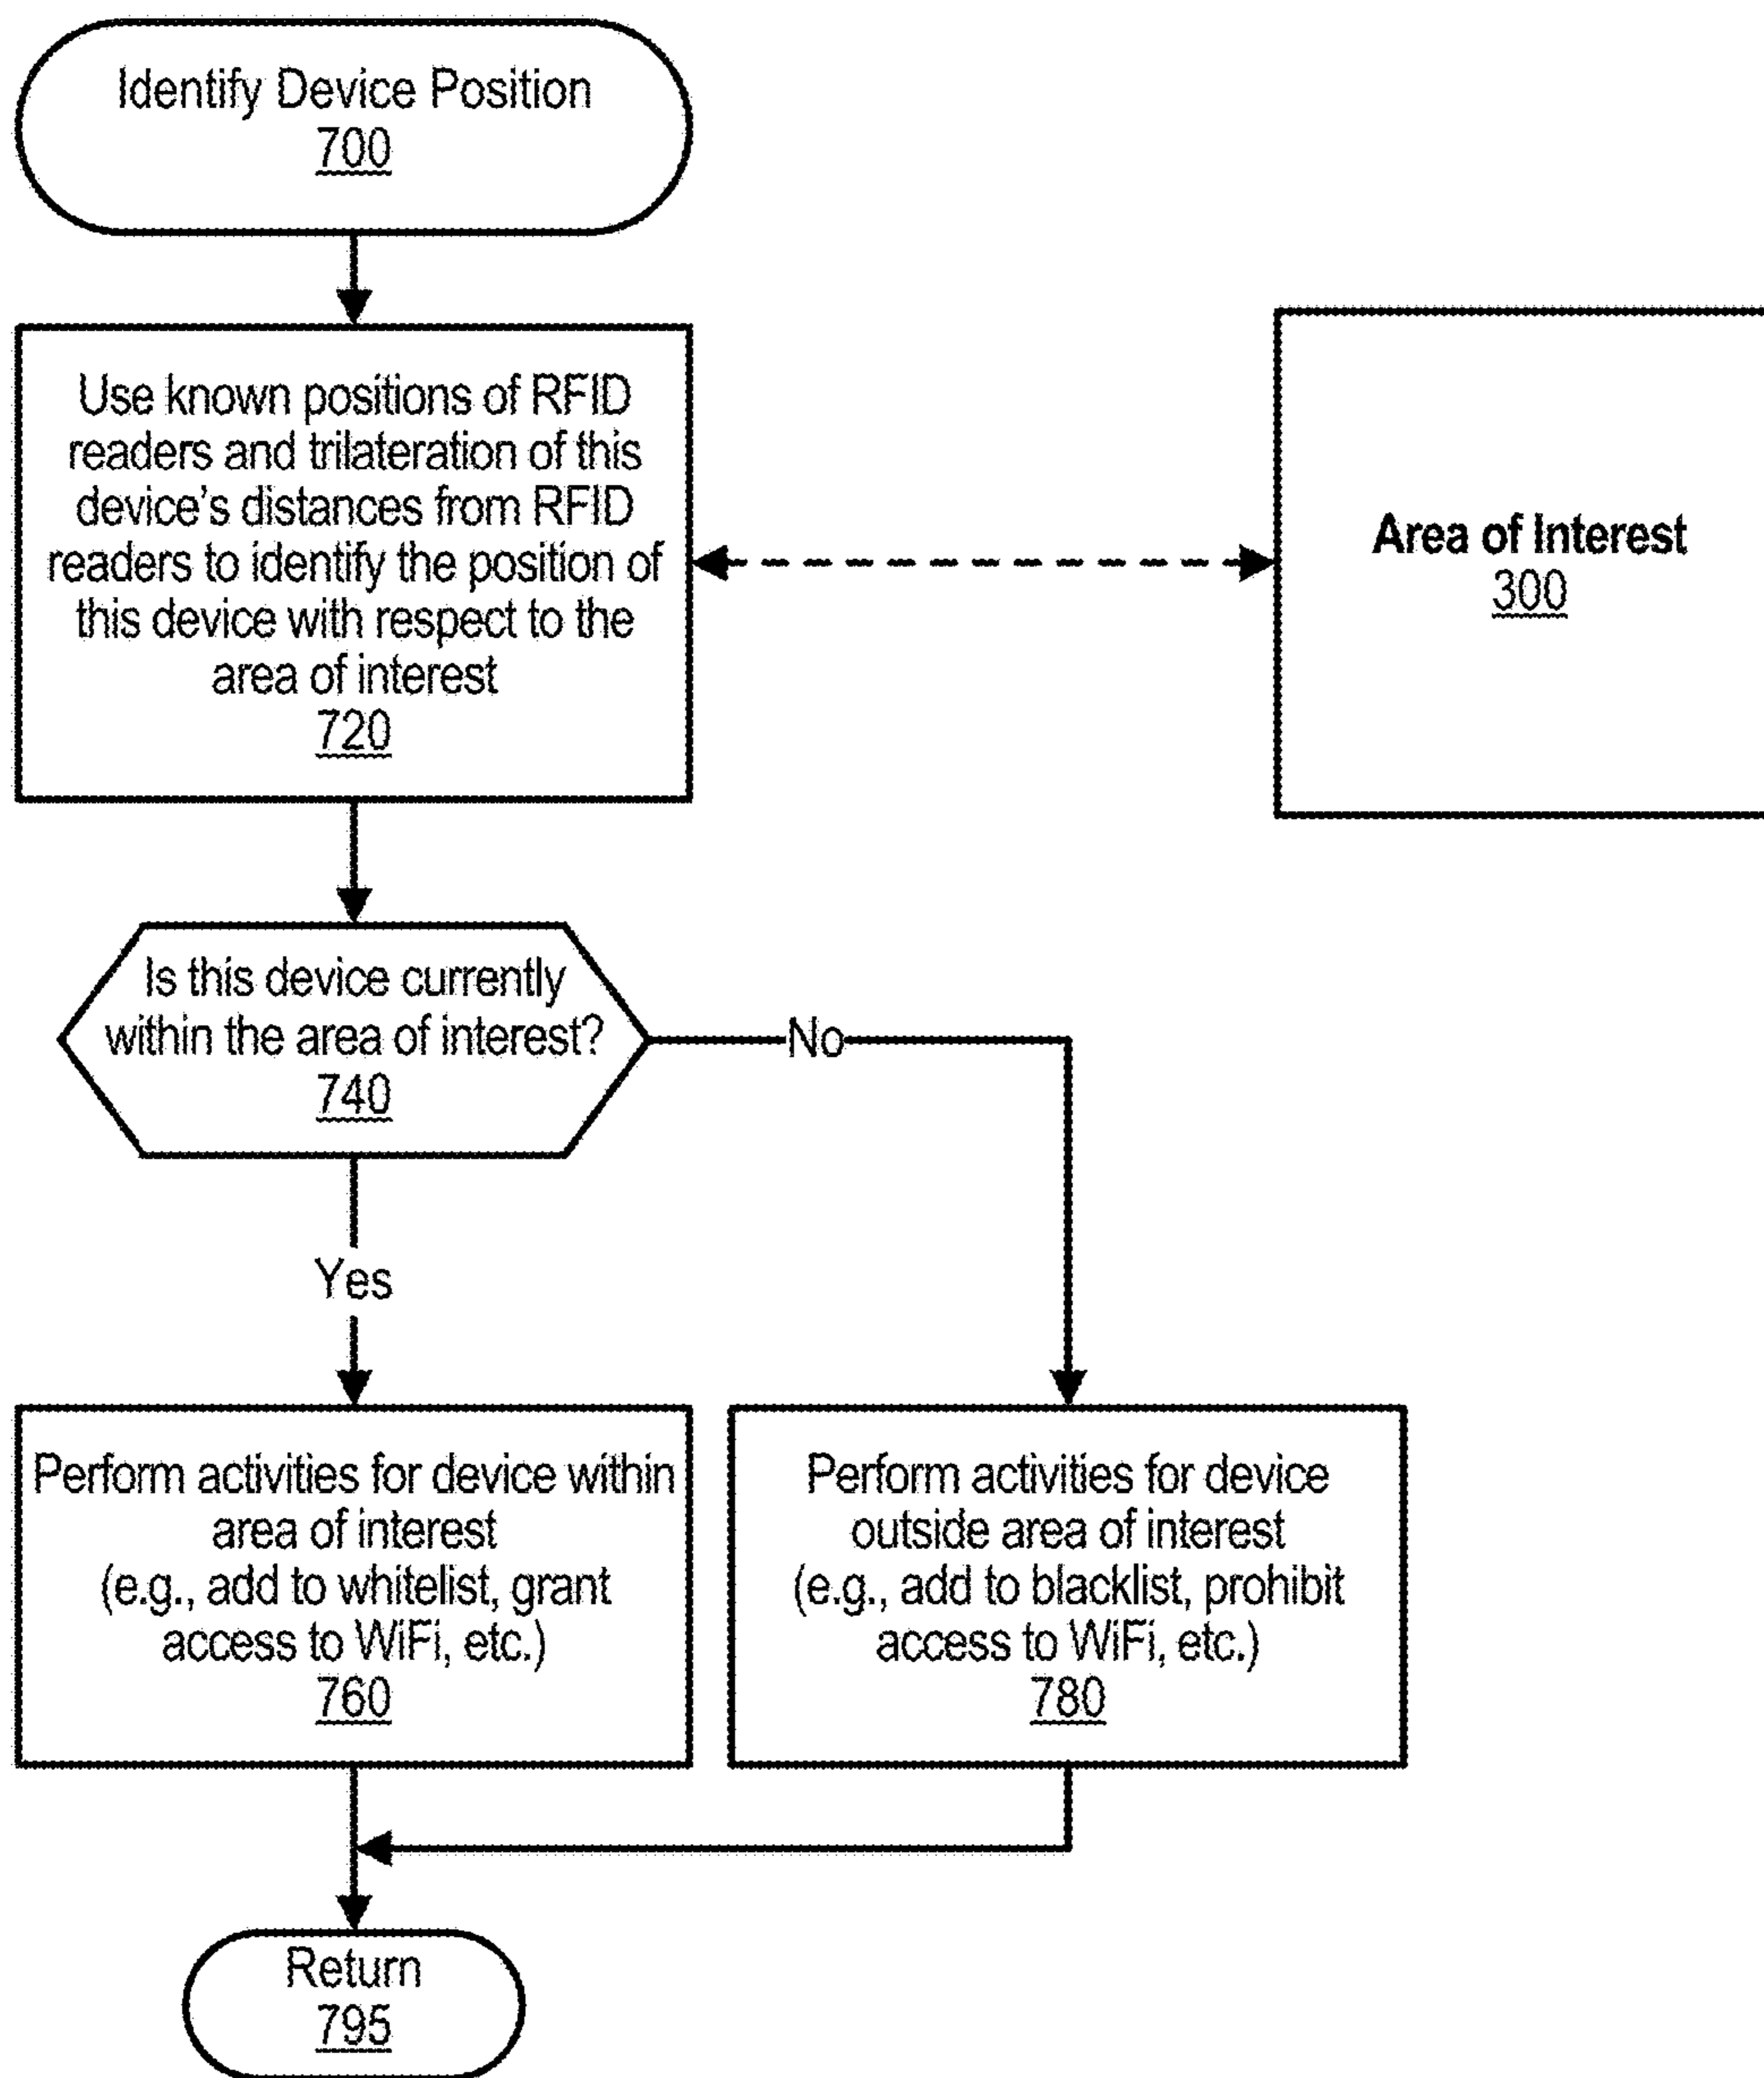 Identify Device Position
700
Use known positions of RFID
readers and trilateration of this
device's distances from RFID
readers to identify the position of
this device with respect to the
area of interest
720
Area of Interest
300
Is this device currently
within the area of interest?
740
No
Yes
Perform activities for device within
area of interest
(e.g., add to whitelist, grant
access to WiFi, etc.)
760
Perform activities for device
outside area of interest
(e.g., add to blacklist, prohibit
access to WiFi, etc.)
780
Return
795